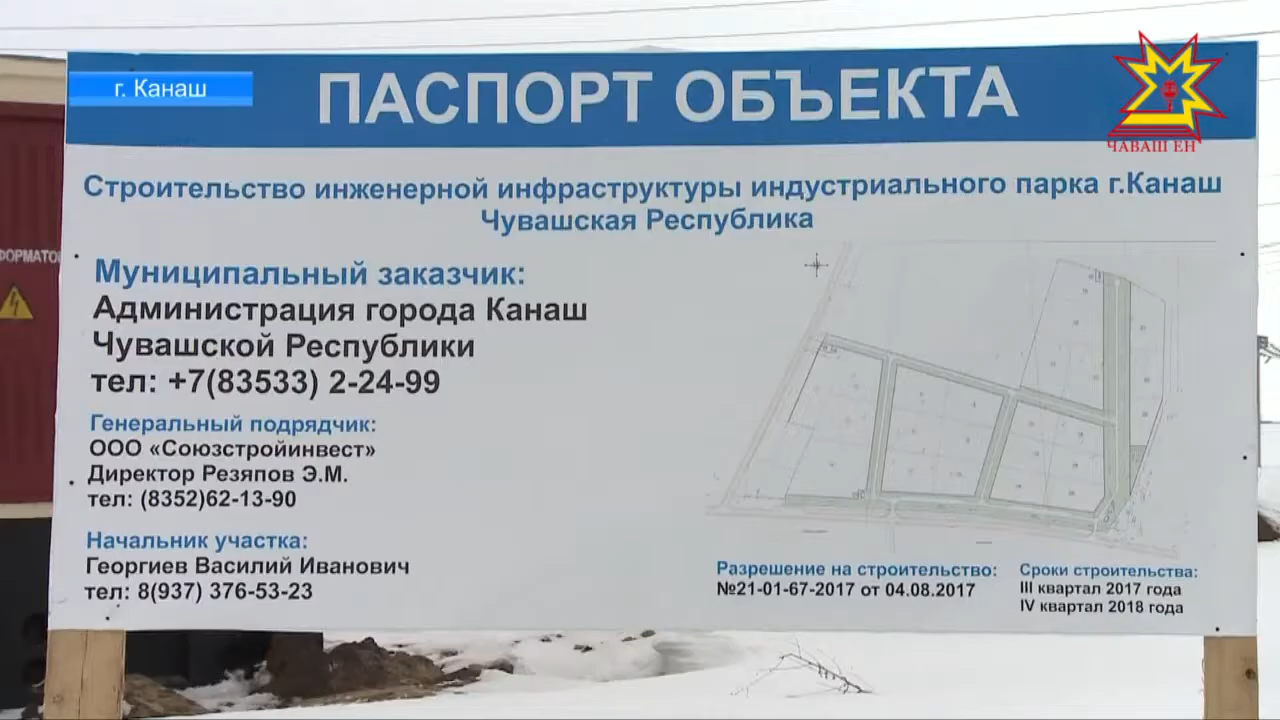 г. Канаш
ПАСПОРТ ОБЪЕКТА
ЧАВАШ ЕН
Строительство инженерной инфраструктуры индустриального парка г.Канаш
Чувашская Республика
Муниципальный заказчик:
Администрация города Канаш
Чувашской Республики
тел: +7(83533) 2-24-99
Генеральный подрядчик:
ООО «Союзстройинвест»
Директор Резяпов Э.М.
тел: (8352)62-13-90
Начальник участка:
Георгиев Василий Иванович
тел: 8(937) 376-53-23
Разрешение на строительство:
№21-01-67-2017 от 04.08.2017
Сроки строительства:
III квартал 2017 года
IV квартал 2018 года
ФОРМАТО